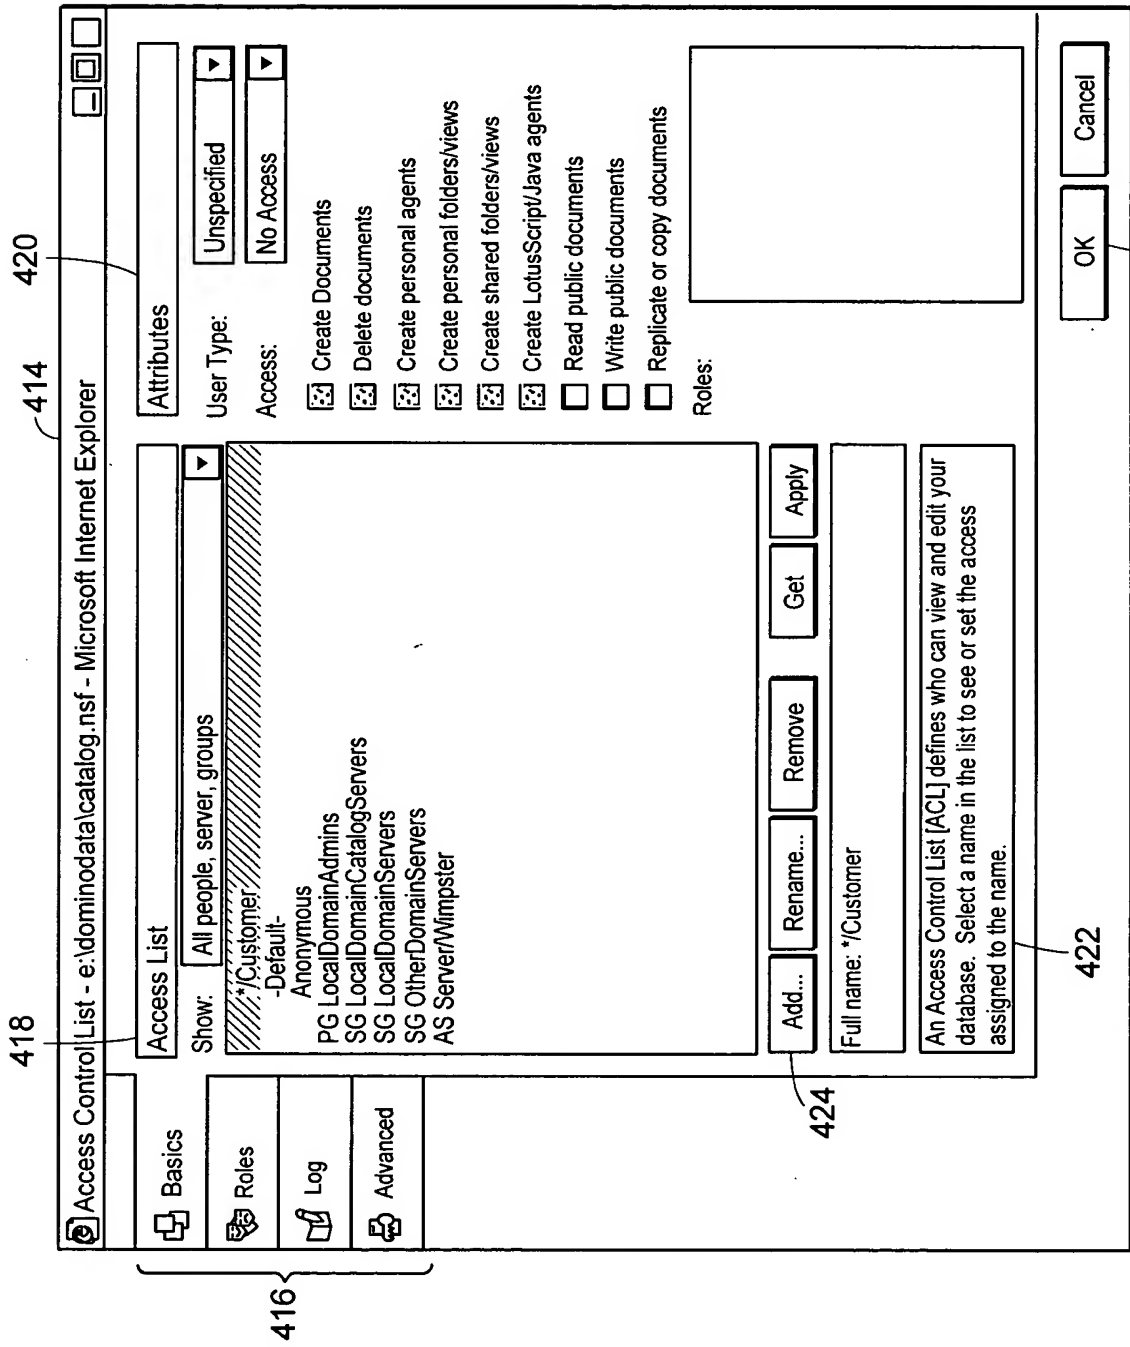 414
Access Control List - e:\dominodata\catalog.nsf - Microsoft Internet Explorer
416
Basics
Roles
Log
Advanced
418
Access List
Show:
All people, server, groups
*/Customer
-Default-
Anonymous
PG LocalDomainAdmins
SG LocalDomainCatalogServers
SG LocalDomainServers
SG OtherDomainServers
AS Server/Wimpster
424
Add...
Rename...
Remove
Get
Apply
Full name: */Customer
An Access Control List [ACL] defines who can view and edit your
database. Select a name in the list to see or set the access
assigned to the name.
422
420
Attributes
User Type:
Unspecified
Access:
No Access
Create Documents
Delete documents
Create personal agents
Create personal folders/views
Create shared folders/views
Create LotusScript/Java agents
Read public documents
Write public documents
Replicate or copy documents
Roles:
OK
Cancel